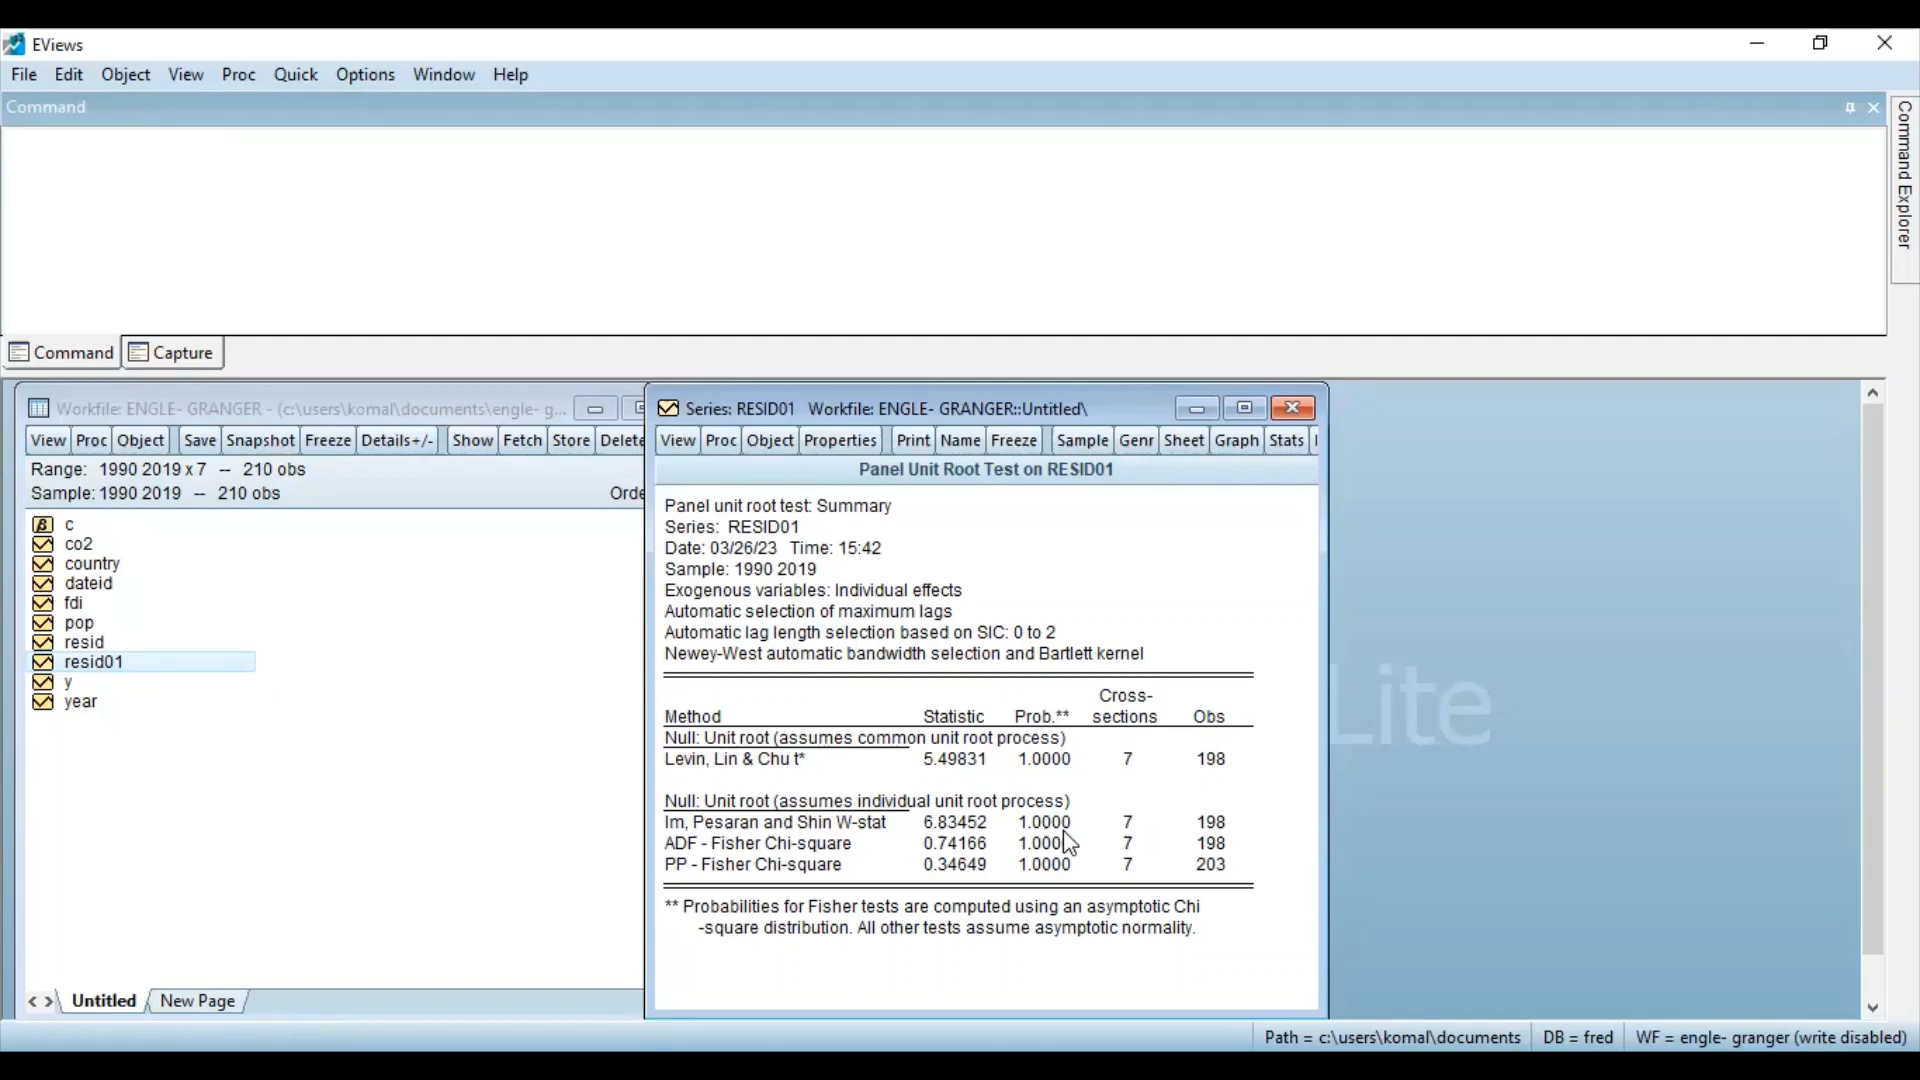 EViews
File Edit Object View Proc Quick Options Window Help
Command
Command Explorer
Command Capture
Workfile: ENGLE- GRANGER - (c:\users\komal\documents\engle- g...
View Proc Object Save Snapshot Freeze Details+/- Show Fetch Store Delete
Range: 1990 2019 x 7 -- 210 obs
Sample: 1990 2019 -- 210 obs Orde
c
co2
country
dateid
fdi
pop
resid
resid01
y
year
Untitled New Page
Series: RESID01 Workfile: ENGLE- GRANGER::Untitled\
View Proc Object Properties Print Name Freeze Sample Genr Sheet Graph Stats
Panel Unit Root Test on RESID01
Panel unit root test: Summary
Series: RESID01
Date: 03/26/23 Time: 15:42
Sample: 1990 2019
Exogenous variables: Individual effects
Automatic selection of maximum lags
Automatic lag length selection based on SIC: 0 to 2
Newey-West automatic bandwidth selection and Bartlett kernel
Cross-
Method Statistic Prob.** sections Obs
Null: Unit root (assumes common unit root process)
Levin, Lin & Chu t* 5.49831 1.0000 7 198
Null: Unit root (assumes individual unit root process)
Im, Pesaran and Shin W-stat 6.83452 1.0000 7 198
ADF - Fisher Chi-square 0.74166 1.0000 7 198
PP - Fisher Chi-square 0.34649 1.0000 7 203
** Probabilities for Fisher tests are computed using an asymptotic Chi
-square distribution. All other tests assume asymptotic normality.
Lite
Path = c:\users\komal\documents DB = fred WF = engle- granger (write disabled)